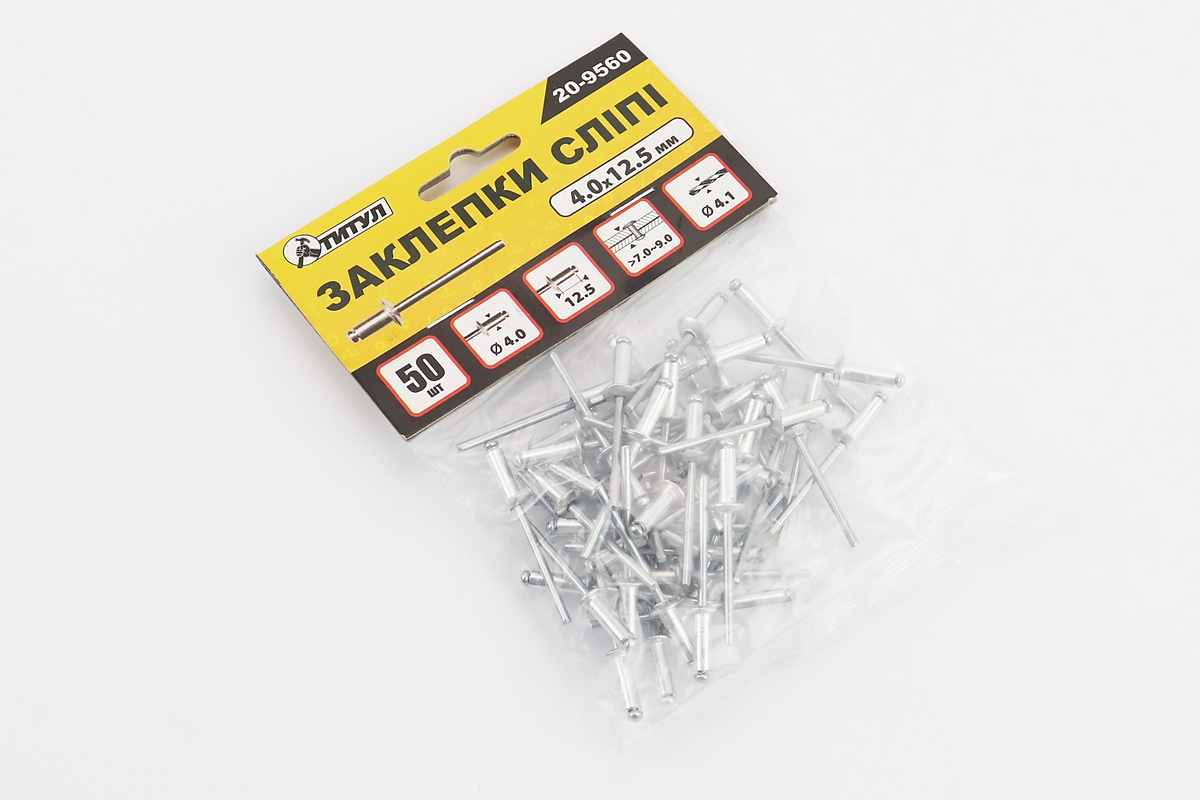 20-9560
ТИТУЛ
ЗАКЛЕПКИ СЛІПІ
4.0x12.5 мм
50
шт
Ø 4.0
12.5
>7.0~9.0
Ø 4.1